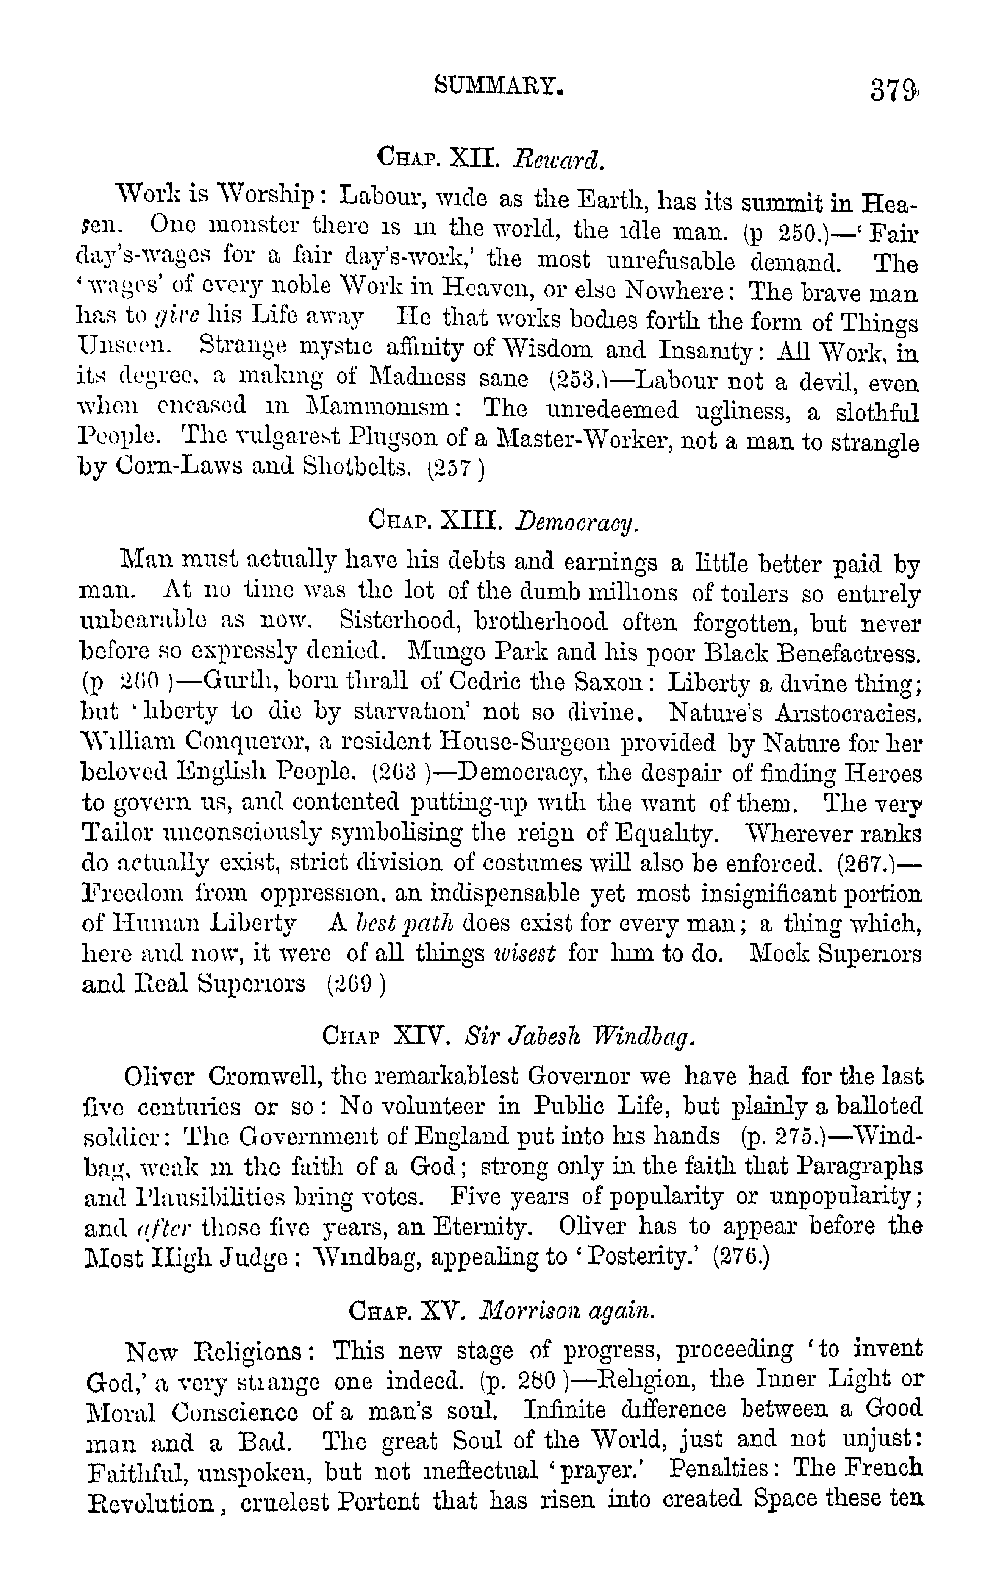 SUMMARY. 379
CHAP. XII. Reward.
Work is Worship: Labour, wide as the Earth, has its summit in Hea-
ven. One monster there is in the world, the idle man. (p 250.)—‘Fair
day’s-wages for a fair day’s-work,’ the most unrefusable demand. The
‘wages’ of every noble Work in Heaven, or else Nowhere: The brave man
has to give his Life away He that works bodies forth the form of Things
Unseen. Strange mystic affinity of Wisdom and Insanity: All Work, in
its degree, a making of Madness sane (253.)—Labour not a devil, even
when encased in Mammonism: The unredeemed ugliness, a slothful
People. The vulgarest Plugson of a Master-Worker, not a man to strangle
by Corn-Laws and Shotbelts. (257)
CHAP. XIII. Democracy.
Man must actually have his debts and earnings a little better paid by
man. At no time was the lot of the dumb millions of toilers so entirely
unbearable as now. Sisterhood, brotherhood often forgotten, but never
before so expressly denied. Mungo Park and his poor Black Benefactress.
(p 260)—Gurth, born thrall of Cedric the Saxon: Liberty a divine thing;
but ‘liberty to die by starvation’ not so divine. Nature’s Aristocracies.
William Conqueror, a resident House-Surgeon provided by Nature for her
beloved English People. (263)—Democracy, the despair of finding Heroes
to govern us, and contented putting-up with the want of them. The very
Tailor unconsciously symbolising the reign of Equality. Wherever ranks
do actually exist, strict division of costumes will also be enforced. (267.)—
Freedom from oppression, an indispensable yet most insignificant portion
of Human Liberty A best path does exist for every man; a thing which,
here and now, it were of all things wisest for him to do. Mock Superiors
and Real Superiors (269)
CHAP XIV. Sir Jabesh Windbag.
Oliver Cromwell, the remarkablest Governor we have had for the last
five centuries or so: No volunteer in Public Life, but plainly a balloted
soldier: The Government of England put into his hands (p. 275.)—Wind-
bag, weak in the faith of a God; strong only in the faith that Paragraphs
and Plausibilities bring votes. Five years of popularity or unpopularity;
and after those five years, an Eternity. Oliver has to appear before the
Most High Judge: Windbag, appealing to ‘Posterity.’ (276.)
CHAP. XV. Morrison again.
New Religions: This new stage of progress, proceeding ‘to invent
God,’ a very strange one indeed. (p. 280)—Religion, the Inner Light or
Moral Conscience of a man’s soul. Infinite difference between a Good
man and a Bad. The great Soul of the World, just and not unjust:
Faithful, unspoken, but not ineffectual ‘prayer.’ Penalties: The French
Revolution, cruelest Portent that has risen into created Space these ten